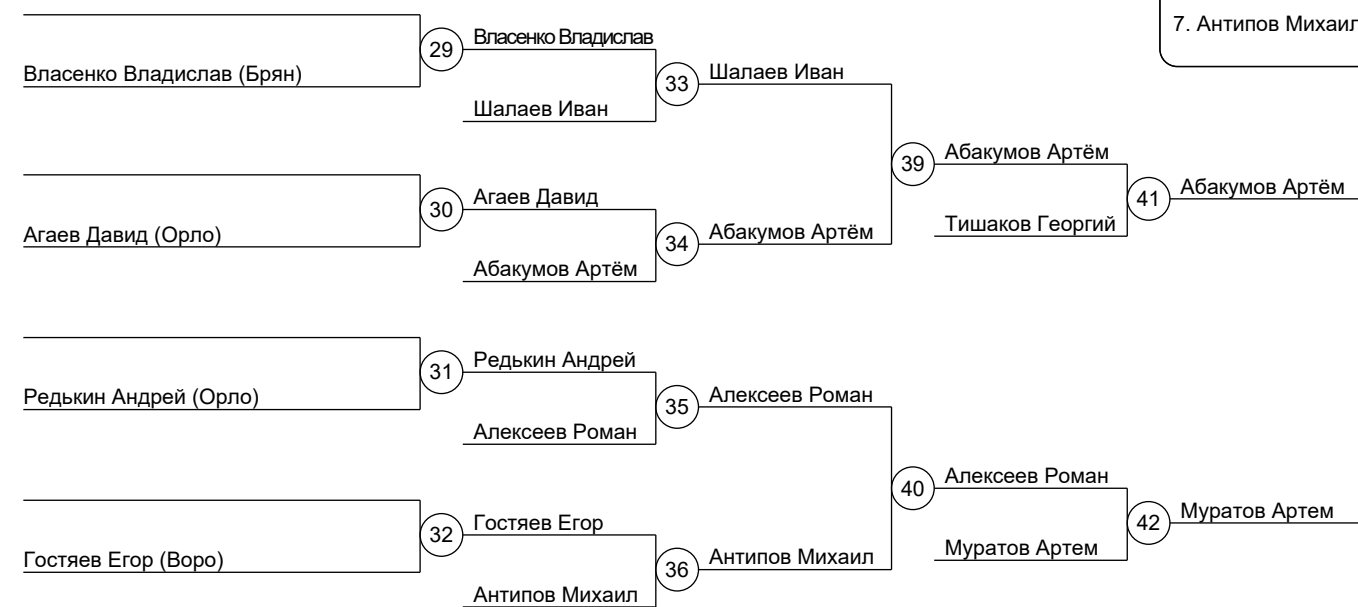 7. Антипов Михаил
29
Власенко Владислав
Власенко Владислав (Брян)
33
Шалаев Иван
Шалаев Иван
39
Абакумов Артём
30
Агаев Давид
41
Абакумов Артём
Агаев Давид (Орло)
34
Абакумов Артём
Тишаков Георгий
Абакумов Артём
31
Редькин Андрей
Редькин Андрей (Орло)
35
Алексеев Роман
Алексеев Роман
40
Алексеев Роман
32
Гостяев Егор
42
Муратов Артем
Гостяев Егор (Воро)
36
Антипов Михаил
Муратов Артем
Антипов Михаил